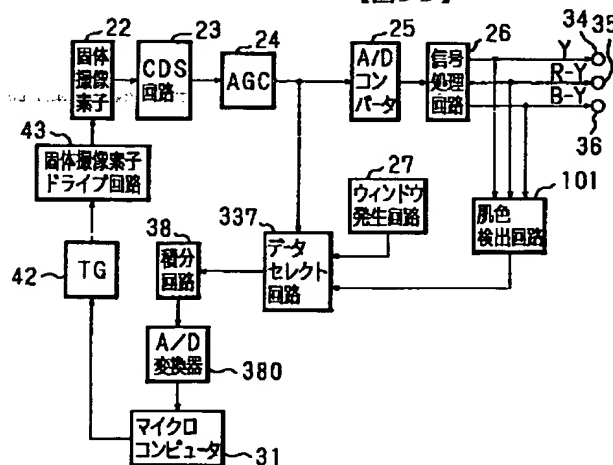 22
固体
撮像
素子
23
CDS
回路
24
AGC
25
A/D
コン
バータ
26
信号
処理
回路
Y
R-Y
B-Y
34
35
36
43
固体撮像素子
ドライブ回路
27
ウィンドウ
発生回路
101
肌色
検出回路
337
データ
セレクト
回路
38
積分
回路
42
TG
A/D
変換器
380
マイクロ
コンピュータ
31